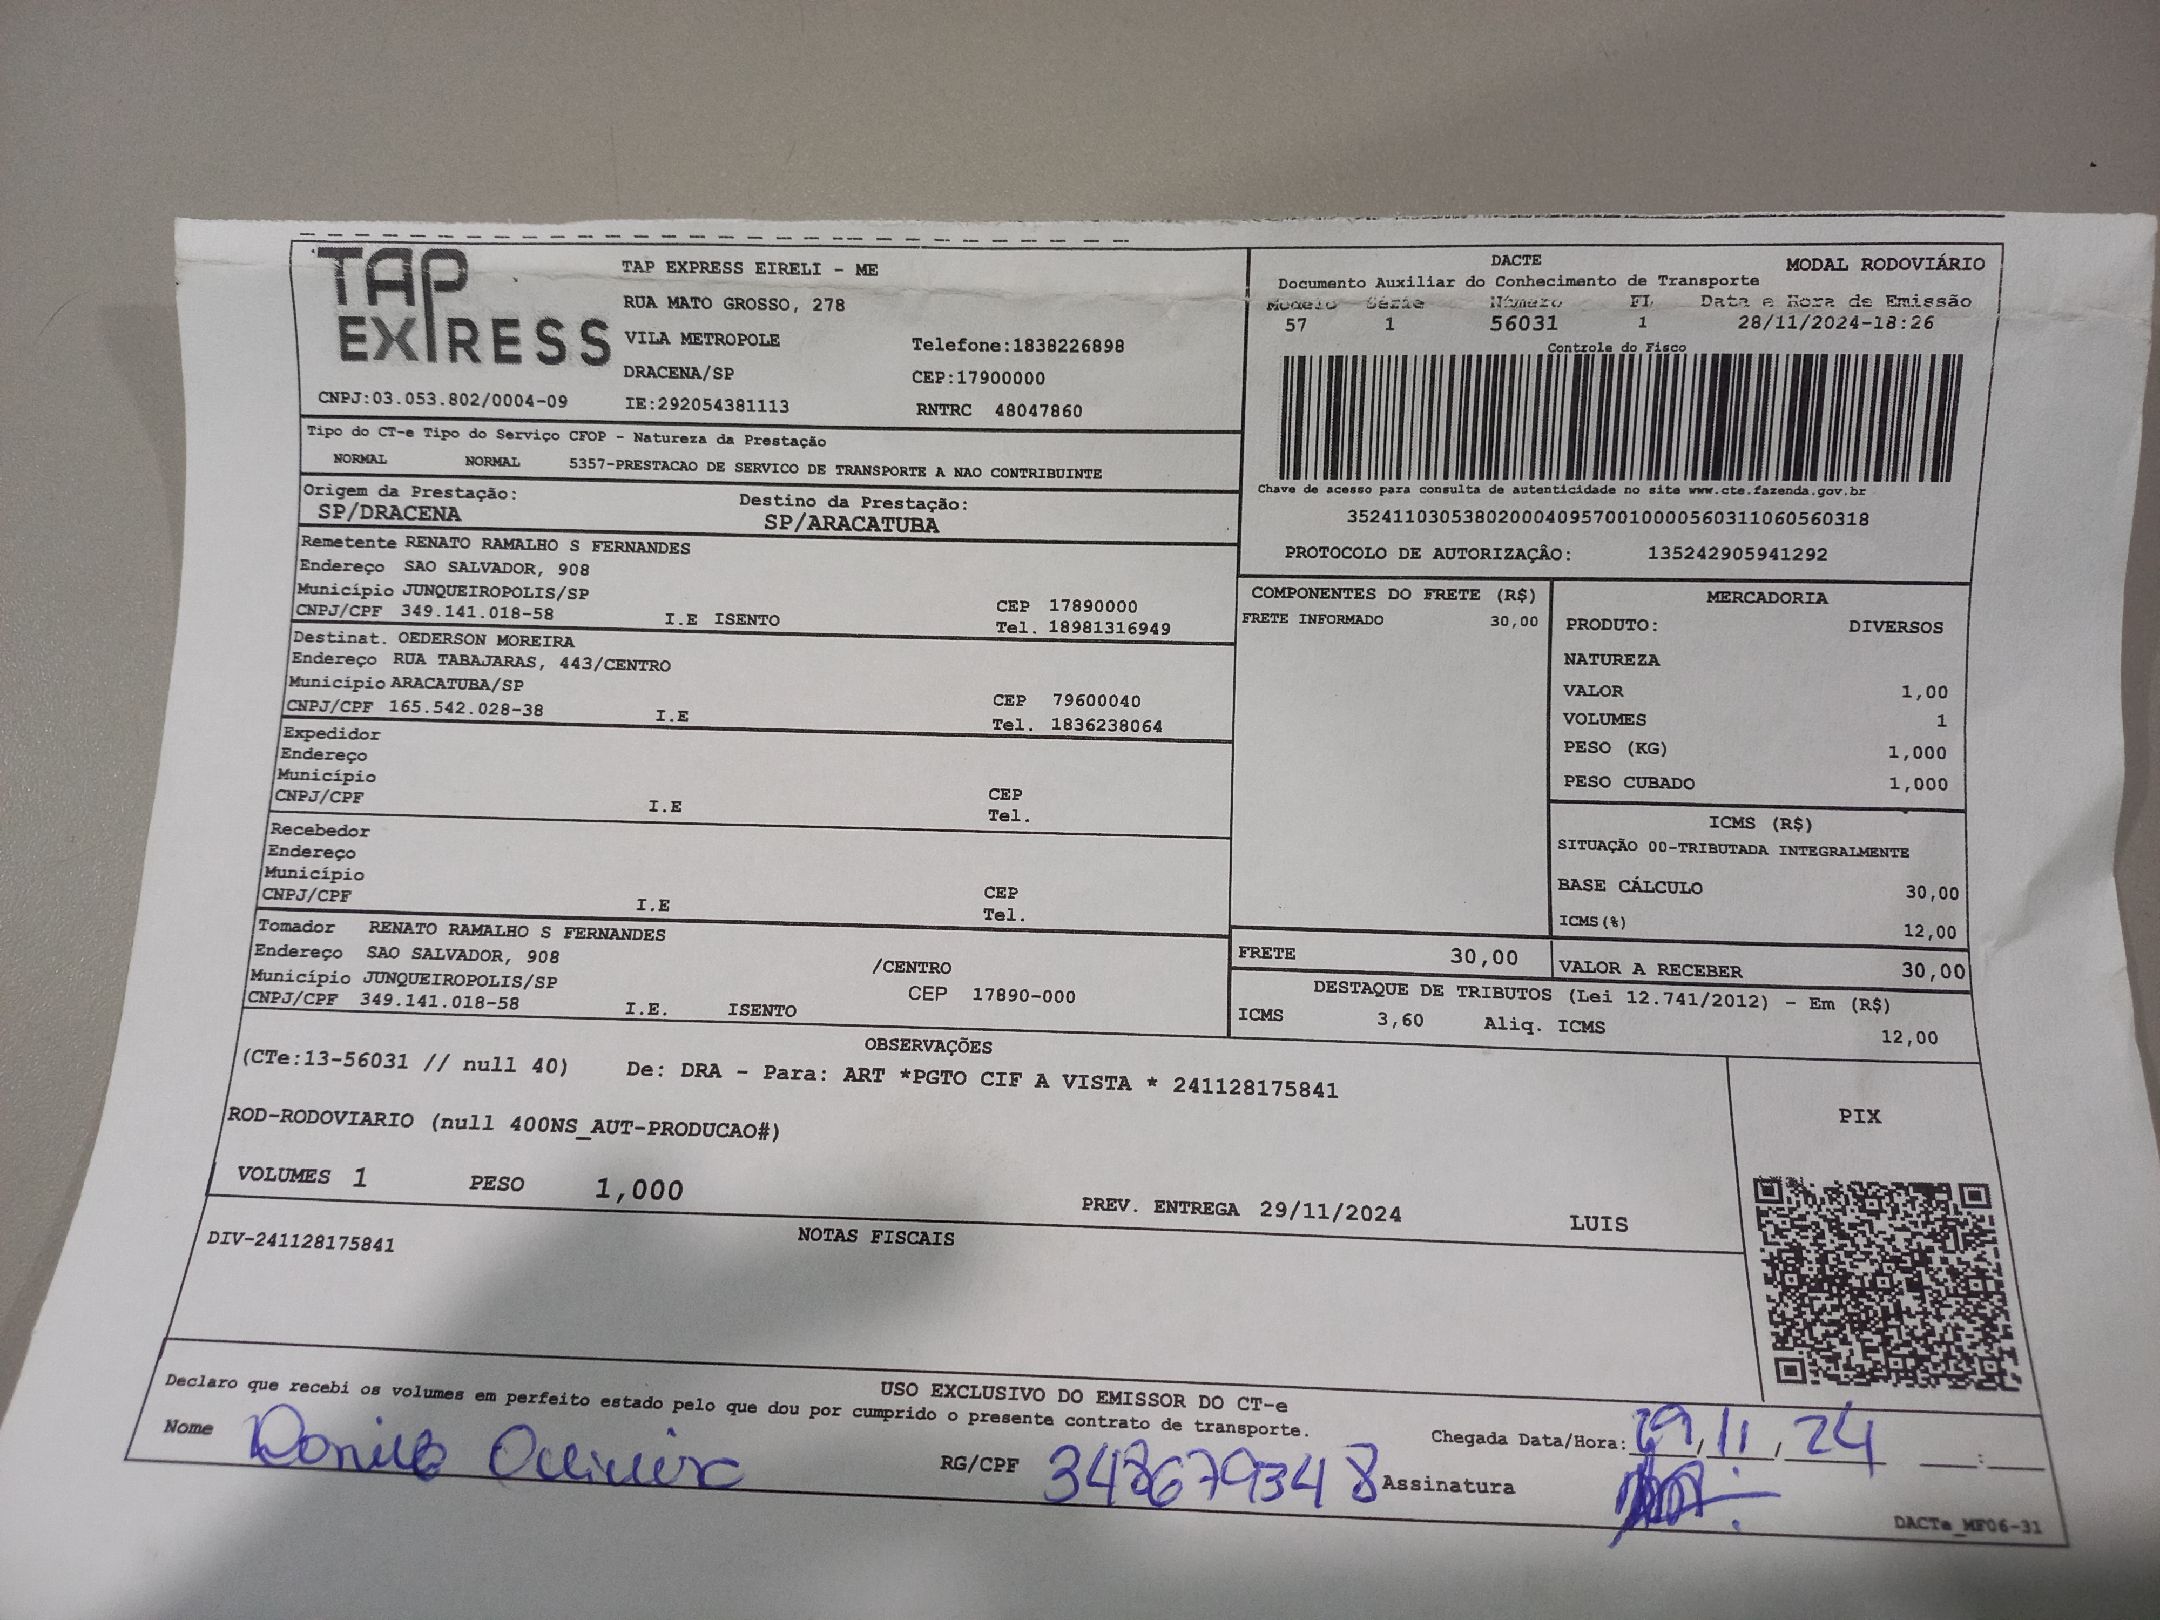 TAP EXPRESS
TAP EXPRESS EIRELI - ME
RUA MATO GROSSO, 278
VILA METROPOLE Telefone:1838226898
DRACENA/SP CEP:17900000
CNPJ:03.053.802/0004-09 IE:292054381113 RNTRC 48047860
DACTE MODAL RODOVIÁRIO
Documento Auxiliar do Conhecimento de Transporte
Modelo Série Número FL Data e Hora de Emissão
57 1 56031 1 28/11/2024-18:26
Controle do Fisco
Chave de acesso para consulta de autenticidade no site www.cte.fazenda.gov.br
35241103053802000409570010000560311060560318
PROTOCOLO DE AUTORIZAÇÃO: 135242905941292
Tipo do CT-e Tipo do Serviço CFOP - Natureza da Prestação
NORMAL NORMAL 5357-PRESTACAO DE SERVICO DE TRANSPORTE A NAO CONTRIBUINTE
Origem da Prestação: Destino da Prestação:
SP/DRACENA SP/ARACATUBA
Remetente RENATO RAMALHO S FERNANDES
Endereço SAO SALVADOR, 908
Município JUNQUEIROPOLIS/SP CEP 17890000
CNPJ/CPF 349.141.018-58 I.E ISENTO Tel. 18981316949
Destinat. OEDERSON MOREIRA
Endereço RUA TABAJARAS, 443/CENTRO
Município ARACATUBA/SP CEP 79600040
CNPJ/CPF 165.542.028-38 I.E Tel. 1836238064
Expedidor
Endereço
Município CEP
CNPJ/CPF I.E Tel.
Recebedor
Endereço
Município CEP
CNPJ/CPF I.E Tel.
Tomador RENATO RAMALHO S FERNANDES
Endereço SAO SALVADOR, 908 /CENTRO
Município JUNQUEIROPOLIS/SP CEP 17890-000
CNPJ/CPF 349.141.018-58 I.E. ISENTO
COMPONENTES DO FRETE (R$)
FRETE INFORMADO 30,00
MERCADORIA
PRODUTO: DIVERSOS
NATUREZA
VALOR 1,00
VOLUMES 1
PESO (KG) 1,000
PESO CUBADO 1,000
ICMS (R$)
SITUAÇÃO 00-TRIBUTADA INTEGRALMENTE
BASE CÁLCULO 30,00
ICMS(%) 12,00
FRETE 30,00 VALOR A RECEBER 30,00
DESTAQUE DE TRIBUTOS (Lei 12.741/2012) - Em (R$)
ICMS 3,60 Aliq. ICMS 12,00
OBSERVAÇÕES
(CTe:13-56031 // null 40) De: DRA - Para: ART *PGTO CIF A VISTA * 241128175841
ROD-RODOVIARIO (null 400NS_AUT-PRODUCAO#)
VOLUMES 1 PESO 1,000 PREV. ENTREGA 29/11/2024 LUIS
PIX
NOTAS FISCAIS
DIV-241128175841
USO EXCLUSIVO DO EMISSOR DO CT-e
Declaro que recebi os volumes em perfeito estado pelo que dou por cumprido o presente contrato de transporte.
Chegada Data/Hora: 29/11/24 :
Nome Oliveira RG/CPF 348679348 Assinatura
DACTe_MF06-31